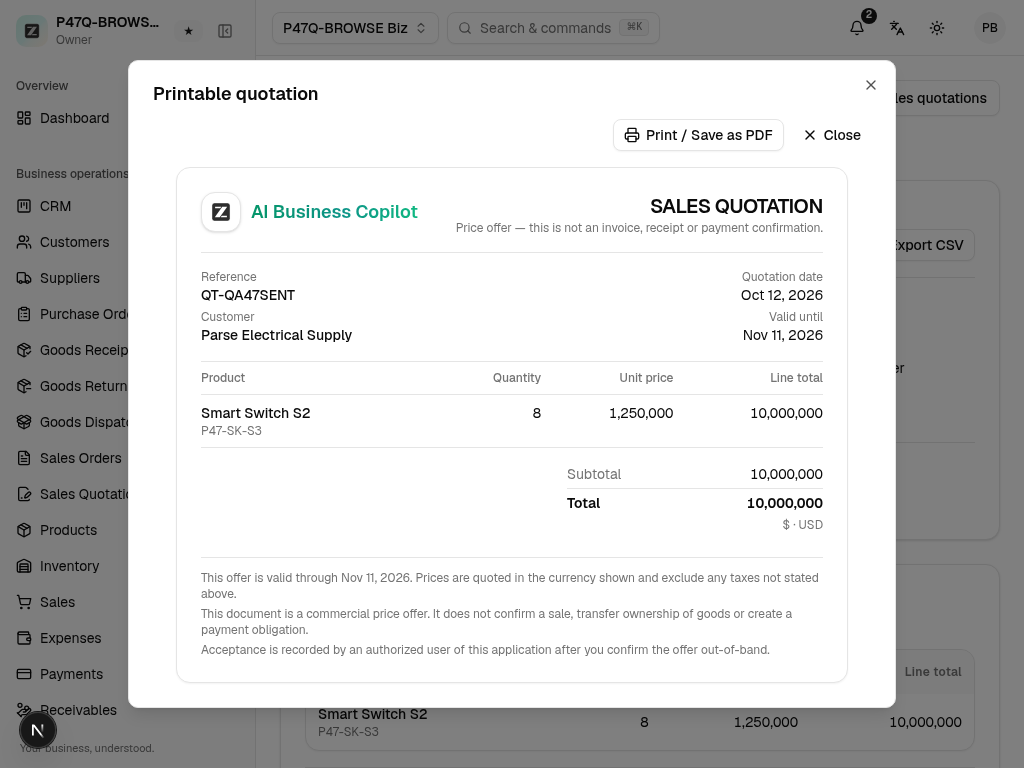 P47Q-BROWS...
Owner
P47Q-BROWSE Biz
Search & commands
⌘K
2
PB
Overview
Dashboard
Business operations
CRM
Customers
Suppliers
Purchase Orde
Goods Receip
Goods Return
Goods Dispatc
Sales Orders
Sales Quotatio
Products
Inventory
Sales
Expenses
Payments
Receivables
N
Your business, understood.
les quotations
Export CSV
er
Printable quotation
Print / Save as PDF
Close
Z
AI Business Copilot
SALES QUOTATION
Price offer — this is not an invoice, receipt or payment confirmation.
Reference
Quotation date
QT-QA47SENT
Oct 12, 2026
Customer
Valid until
Parse Electrical Supply
Nov 11, 2026
Product Quantity Unit price Line total
Smart Switch S2 8 1,250,000 10,000,000
P47-SK-S3
Subtotal 10,000,000
Total 10,000,000
$ · USD
This offer is valid through Nov 11, 2026. Prices are quoted in the currency shown and exclude any taxes not stated
above.
This document is a commercial price offer. It does not confirm a sale, transfer ownership of goods or create a
payment obligation.
Acceptance is recorded by an authorized user of this application after you confirm the offer out-of-band.
Line total
Smart Switch S2 8 1,250,000 10,000,000
P47-SK-S3